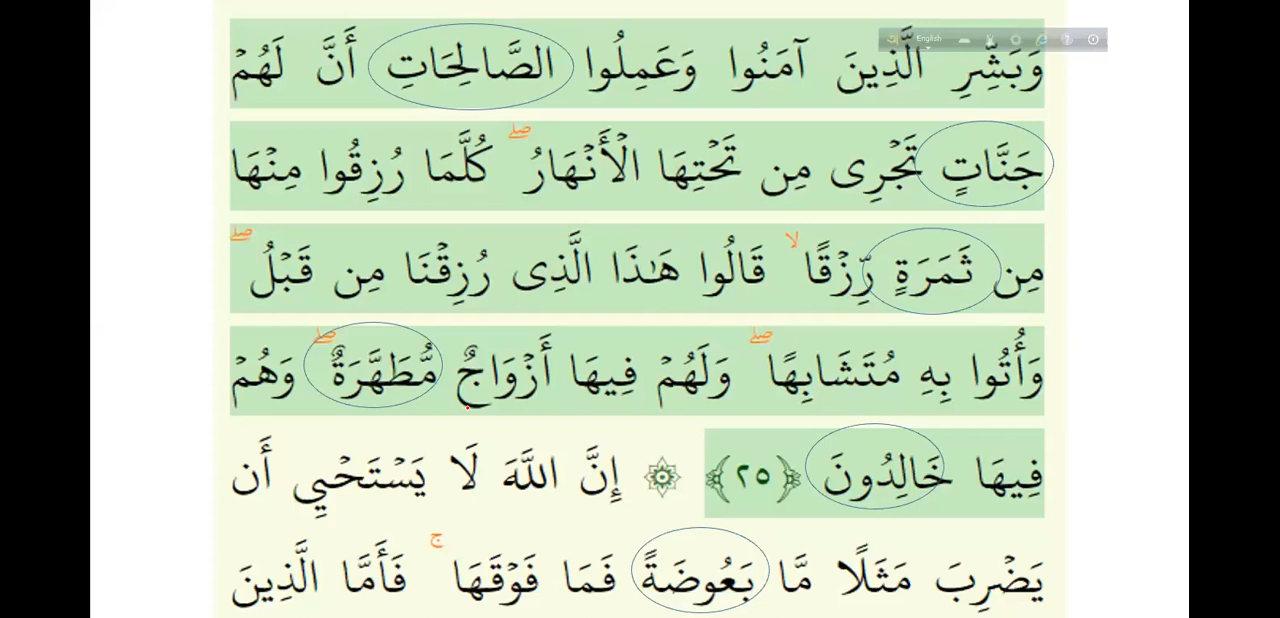 English
وَبَشِّرِ الَّذِينَ آمَنُوا وَعَمِلُوا الصَّالِحَاتِ أَنَّ لَهُمْ
جَنَّاتٍ تَجْرِى مِن تَحْتِهَا الْأَنْهَارُ ۖ كُلَّمَا رُزِقُوا مِنْهَا
مِن ثَمَرَةٍ رِّزْقًا ۙ قَالُوا هَـٰذَا الَّذِى رُزِقْنَا مِن قَبْلُ ۖ
وَأُتُوا بِهِ مُتَشَابِهًا ۖ وَلَهُمْ فِيهَا أَزْوَاجٌ مُّطَهَّرَةٌ ۖ وَهُمْ
فِيهَا خَالِدُونَ ﴿٢٥﴾ ۞ إِنَّ اللَّهَ لَا يَسْتَحْيِي أَن
يَضْرِبَ مَثَلًا مَّا بَعُوضَةً فَمَا فَوْقَهَا ۚ فَأَمَّا الَّذِينَ